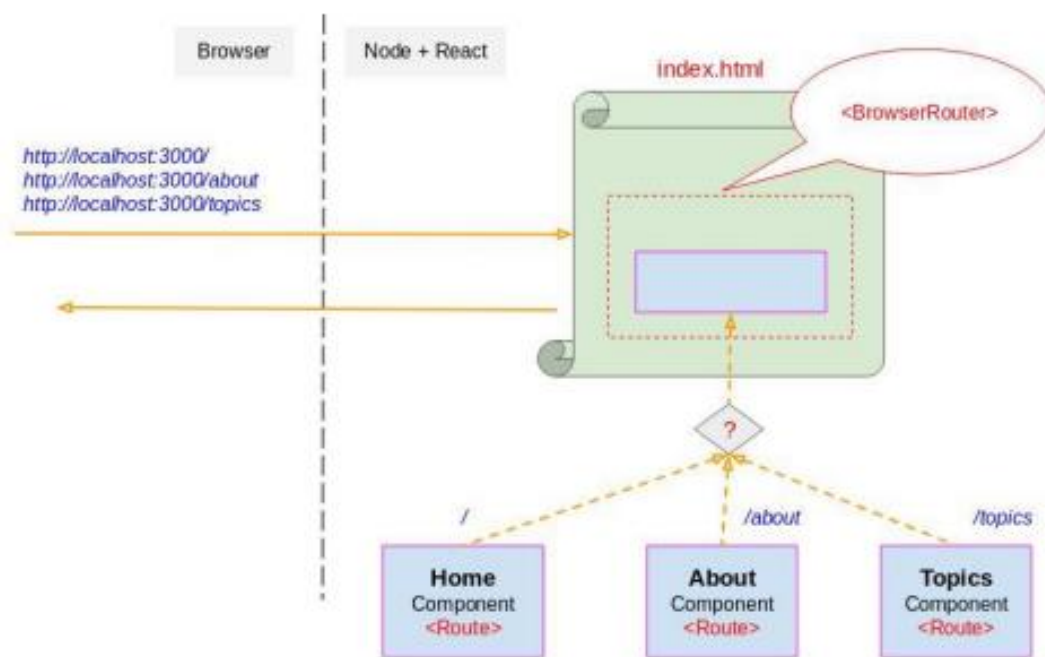 Browser
Node + React
index.html
<BrowserRouter>
http://localhost:3000/
http://localhost:3000/about
http://localhost:3000/topics
?
/
/about
/topics
Home
Component
<Route>
About
Component
<Route>
Topics
Component
<Route>